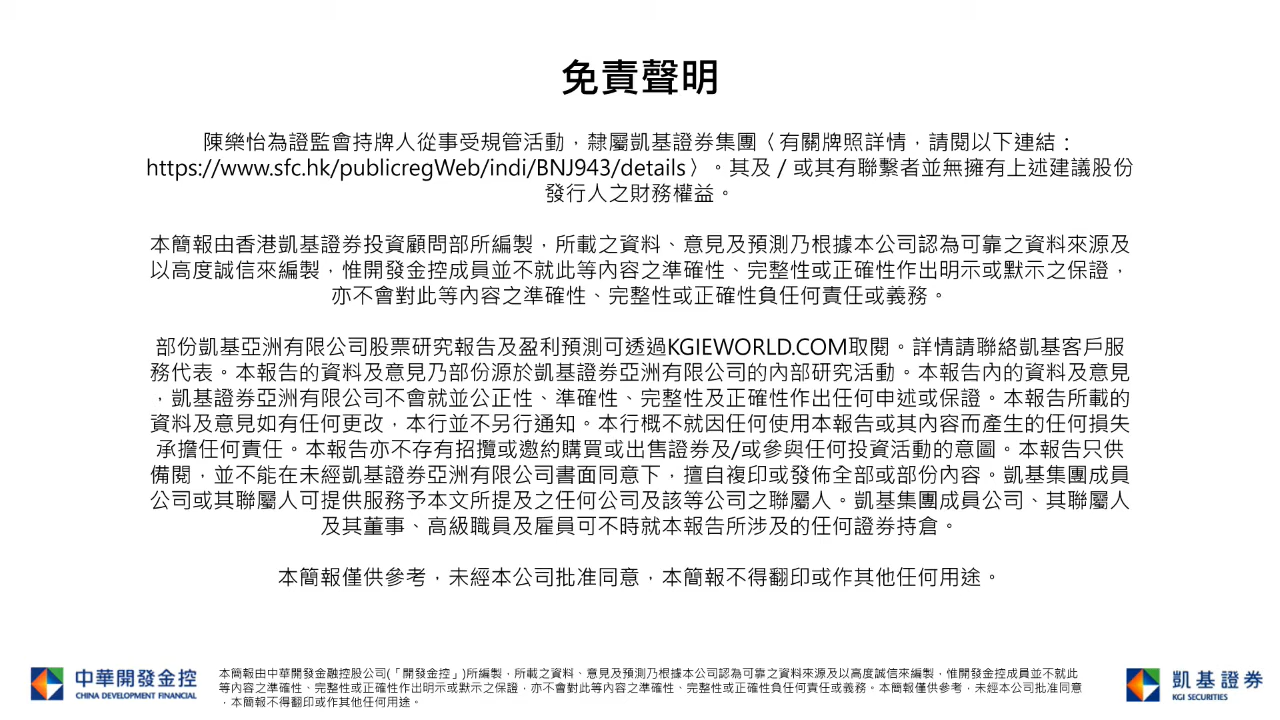 免責聲明
陳樂怡為證監會持牌人從事受規管活動，隸屬凱基證券集團〈有關牌照詳情，請閱以下連結：
https://www.sfc.hk/publicregWeb/indi/BNJ943/details〉。其及 / 或其有聯繫者並無擁有上述建議股份
發行人之財務權益。
本簡報由香港凱基證券投資顧問部所編製，所載之資料、意見及預測乃根據本公司認為可靠之資料來源及
以高度誠信來編製，惟開發金控成員並不就此等內容之準確性、完整性或正確性作出明示或默示之保證，
亦不會對此等內容之準確性、完整性或正確性負任何責任或義務。
部份凱基亞洲有限公司股票研究報告及盈利預測可透過KGIEWORLD.COM取閱。詳情請聯絡凱基客戶服
務代表。本報告的資料及意見乃部份源於凱基證券亞洲有限公司的內部研究活動。本報告內的資料及意見
，凱基證券亞洲有限公司不會就並公正性、準確性、完整性及正確性作出任何申述或保證。本報告所載的
資料及意見如有任何更改，本行並不另行通知。本行概不就因任何使用本報告或其內容而產生的任何損失
承擔任何責任。本報告亦不存有招攬或邀約購買或出售證券及/或參與任何投資活動的意圖。本報告只供
備閱，並不能在未經凱基證券亞洲有限公司書面同意下，擅自複印或發佈全部或部份內容。凱基集團成員
公司或其聯屬人可提供服務予本文所提及之任何公司及該等公司之聯屬人。凱基集團成員公司、其聯屬人
及其董事、高級職員及雇員可不時就本報告所涉及的任何證券持倉。
本簡報僅供參考，未經本公司批准同意，本簡報不得翻印或作其他任何用途。
中華開發金控
CHINA DEVELOPMENT FINANCIAL
本簡報由中華開發金融控股公司(「開發金控」)所編製，所載之資料、意見及預測乃根據本公司認為可靠之資料來源及以高度誠信來編製，惟開發金控成員並不就此
等內容之準確性、完整性或正確性作出明示或默示之保證，亦不會對此等內容之準確性、完整性或正確性負任何責任或義務。本簡報僅供參考，未經本公司批准同意
，本簡報不得翻印或作其他任何用途。
凱基證券
KGI SECURITIES